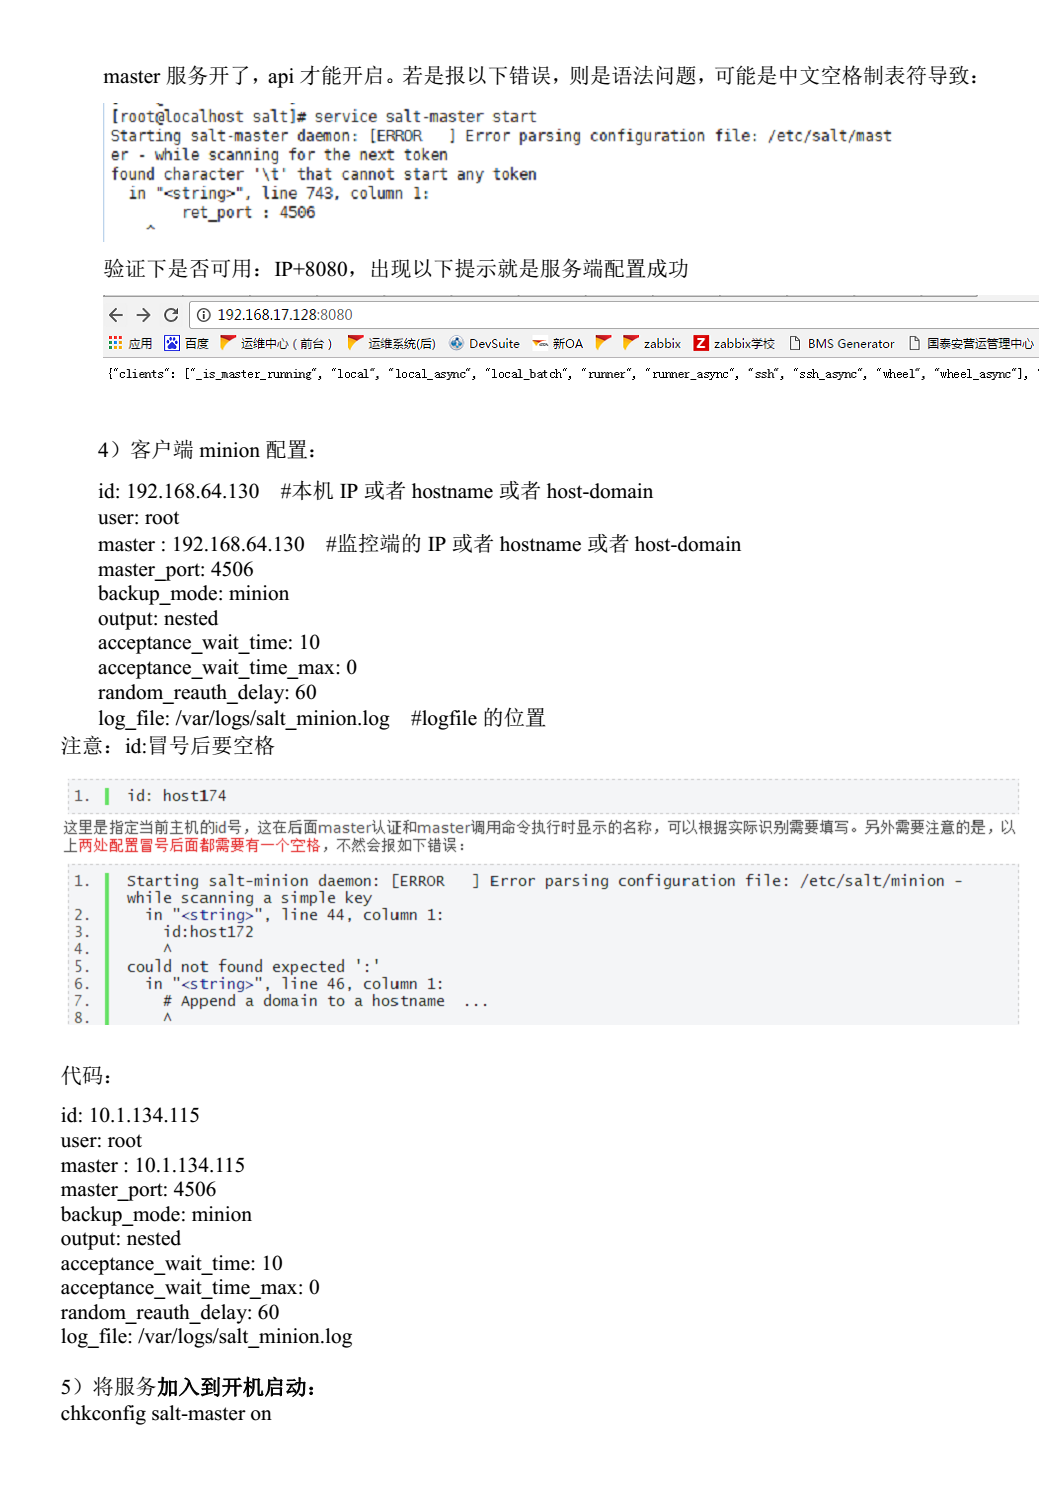 master 服务开了，api 才能开启。若是报以下错误，则是语法问题，可能是中文空格制表符导致：
[root@localhost salt]# service salt-master start
Starting salt-master daemon: [ERROR   ] Error parsing configuration file: /etc/salt/mast
er - while scanning for the next token
found character '\t' that cannot start any token
  in "<string>", line 743, column 1:
        ret_port : 4506
    ^
验证下是否可用：IP+8080，出现以下提示就是服务端配置成功
192.168.17.128:8080
应用 百度 运维中心（前台） 运维系统(后) DevSuite 新OA zabbix zabbix学校 BMS Generator 国泰安营运管理中心
{"clients": ["_is_master_running", "local", "local_async", "local_batch", "runner", "runner_async", "ssh", "ssh_async", "wheel", "wheel_async"],
4）客户端 minion 配置：
id: 192.168.64.130    #本机 IP 或者 hostname 或者 host-domain
user: root
master : 192.168.64.130    #监控端的 IP 或者 hostname 或者 host-domain
master_port: 4506
backup_mode: minion
output: nested
acceptance_wait_time: 10
acceptance_wait_time_max: 0
random_reauth_delay: 60
log_file: /var/logs/salt_minion.log    #logfile 的位置
注意：id:冒号后要空格
1. id: host174
这里是指定当前主机的id号，这在后面master认证和master调用命令执行时显示的名称，可以根据实际识别需要填写。另外需要注意的是，以
上两处配置冒号后面都需要有一个空格，不然会报如下错误：
1. Starting salt-minion daemon: [ERROR   ] Error parsing configuration file: /etc/salt/minion -
while scanning a simple key
2.   in "<string>", line 44, column 1:
3.     id:host172
4.     ^
5. could not found expected ':'
6.   in "<string>", line 46, column 1:
7.     # Append a domain to a hostname  ...
8.     ^
代码：
id: 10.1.134.115
user: root
master : 10.1.134.115
master_port: 4506
backup_mode: minion
output: nested
acceptance_wait_time: 10
acceptance_wait_time_max: 0
random_reauth_delay: 60
log_file: /var/logs/salt_minion.log
5）将服务加入到开机启动：
chkconfig salt-master on